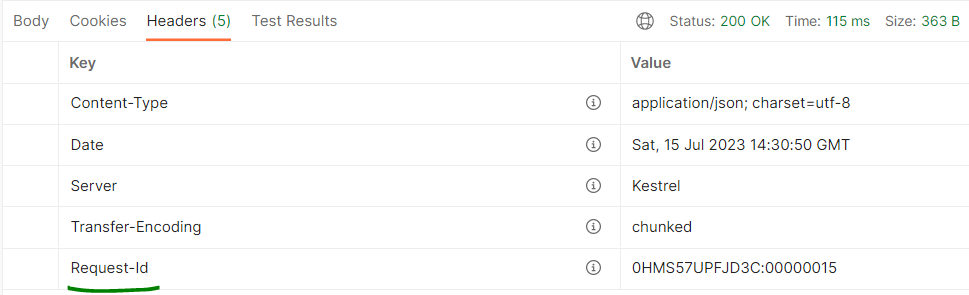 Body Cookies Headers (5) Test Results Status: 200 OK Time: 115 ms Size: 363 B
Key Value
Content-Type application/json; charset=utf-8
Date Sat, 15 Jul 2023 14:30:50 GMT
Server Kestrel
Transfer-Encoding chunked
Request-Id 0HMS57UPFJD3C:00000015